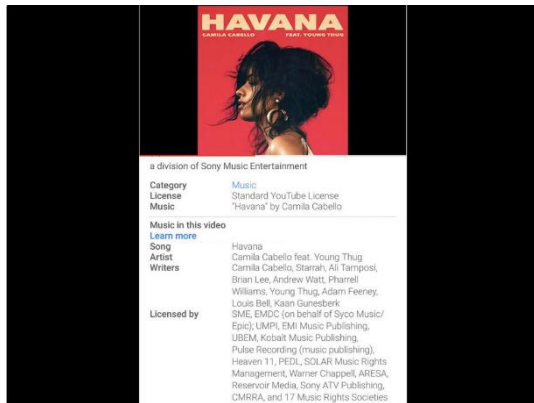 HAVANA
CAMILA CABELLO FEAT. YOUNG THUG
a division of Sony Music Entertainment
Category Music
License Standard YouTube License
Music "Havana" by Camila Cabello
Music in this video
Learn more
Song Havana
Artist Camila Cabello feat. Young Thug
Writers Camila Cabello, Starrah, Ali Tamposi,
Brian Lee, Andrew Watt, Pharrell
Williams, Young Thug, Adam Feeney,
Louis Bell, Kaan Gunesberk
Licensed by SME, EMDC (on behalf of Syco Music/
Epic); UMPI, EMI Music Publishing,
UBEM, Kobalt Music Publishing,
Pulse Recording (music publishing),
Heaven 11, PEDL, SOLAR Music Rights
Management, Warner Chappell, ARESA,
Reservoir Media, Sony ATV Publishing,
CMRRA, and 17 Music Rights Societies